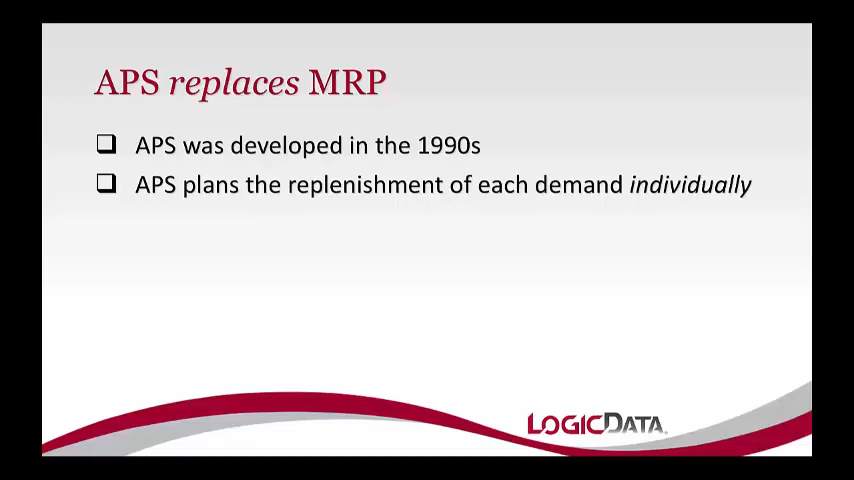 APS replaces MRP
APS was developed in the 1990s
APS plans the replenishment of each demand individually
LOGICDATA